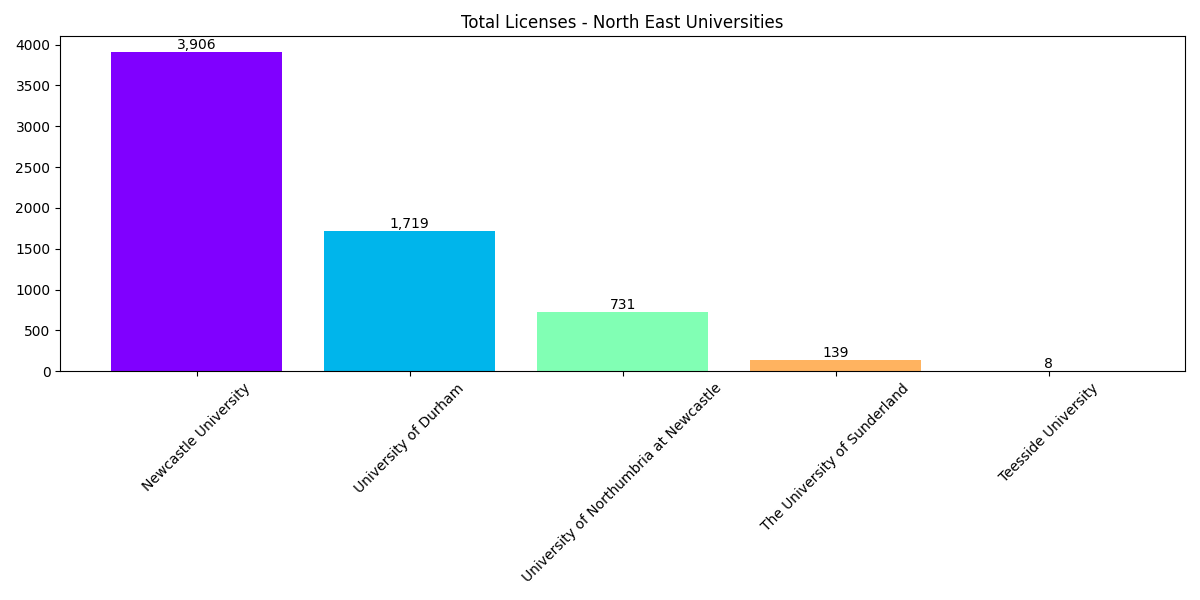 Total Licenses - North East Universities
4000
3500
3000
2500
2000
1500
1000
500
0
3,906
1,719
731
139
8
Newcastle University
University of Durham
University of Northumbria at Newcastle
The University of Sunderland
Teesside University